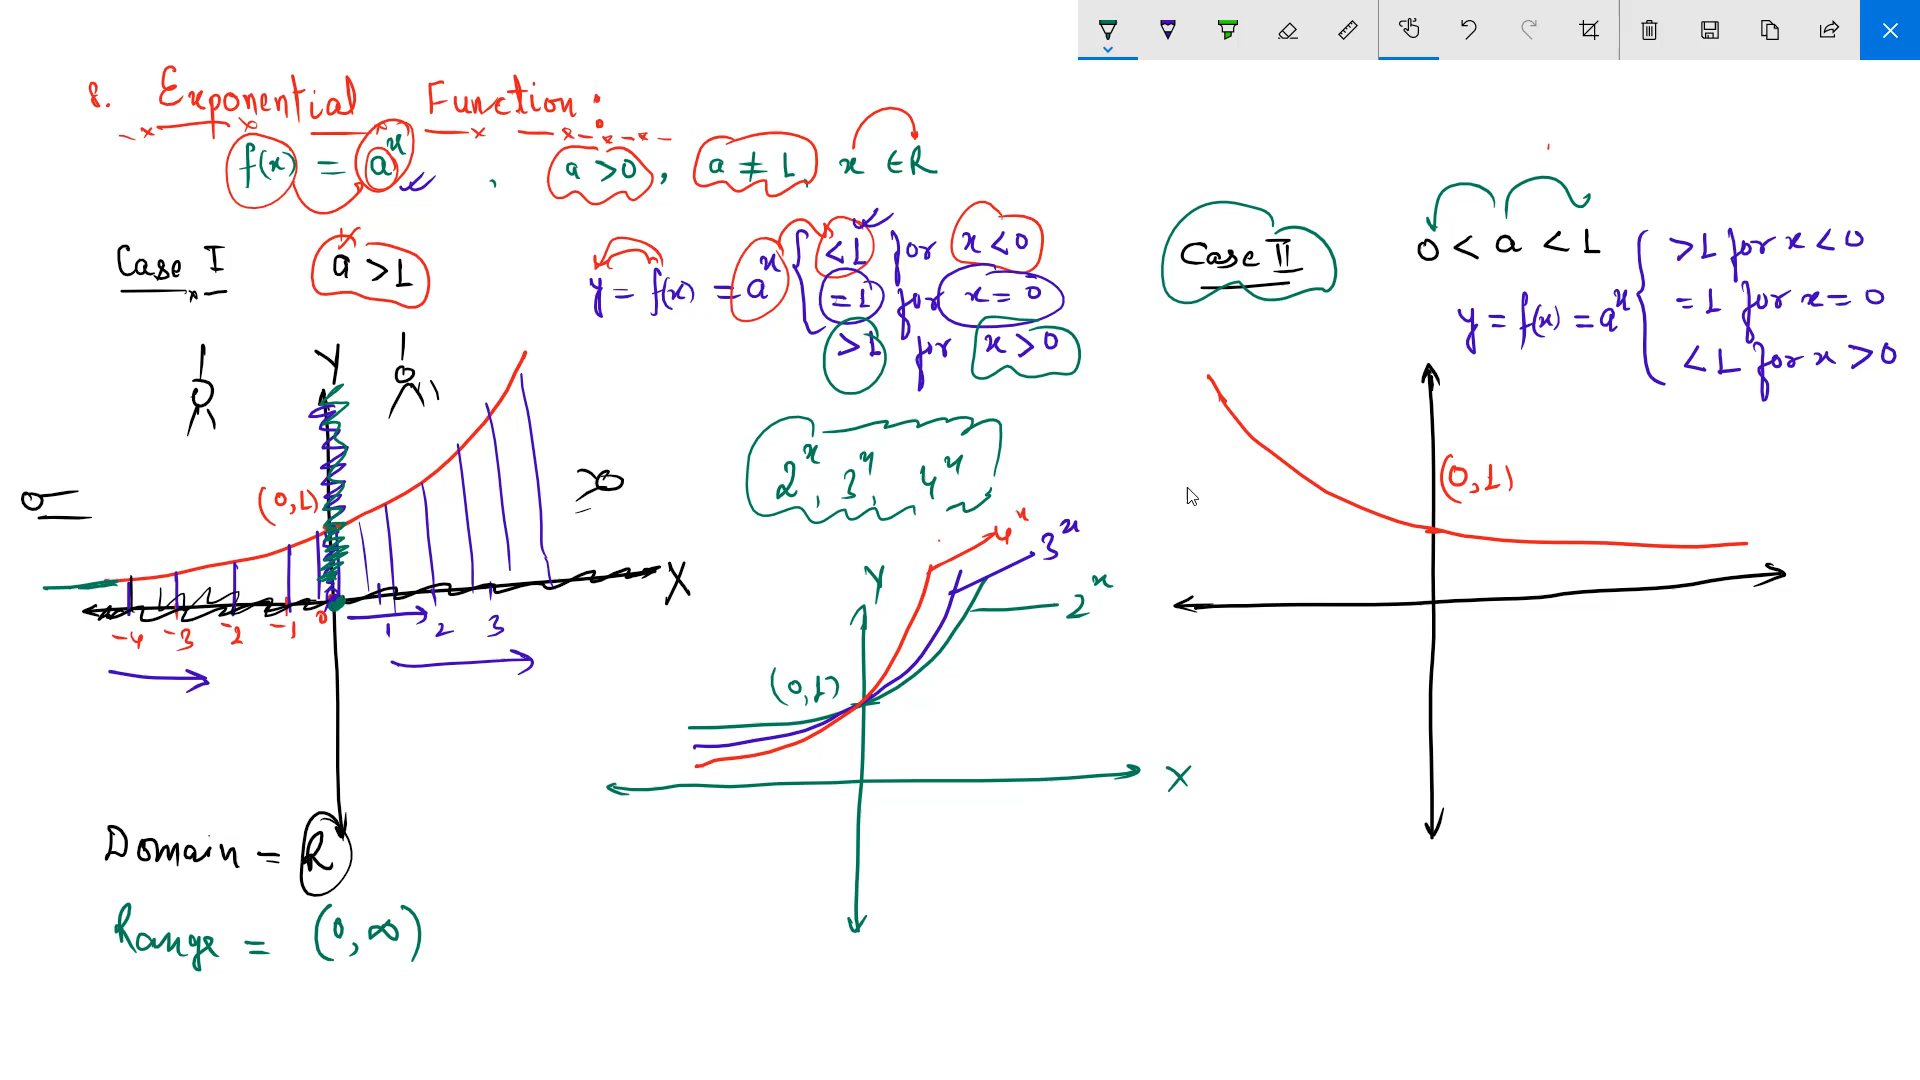 8. Exponential Function:
f(x) = a^x , a > 0, a ≠ 1, x ∈ R
Case I a > 1
y = f(x) = a^x { < 1 for x < 0
= 1 for x = 0
> 1 for x > 0
Case II 0 < a < 1
y = f(x) = a^x { > 1 for x < 0
= 1 for x = 0
< 1 for x > 0
Y
(0,1)
X
-4 -3 -2 -1 0 1 2 3
>0
2^x, 3^x, 4^x
4^x
3^x
2^x
Y
(0,1)
X
(0,1)
Domain = R
Range = (0, ∞)